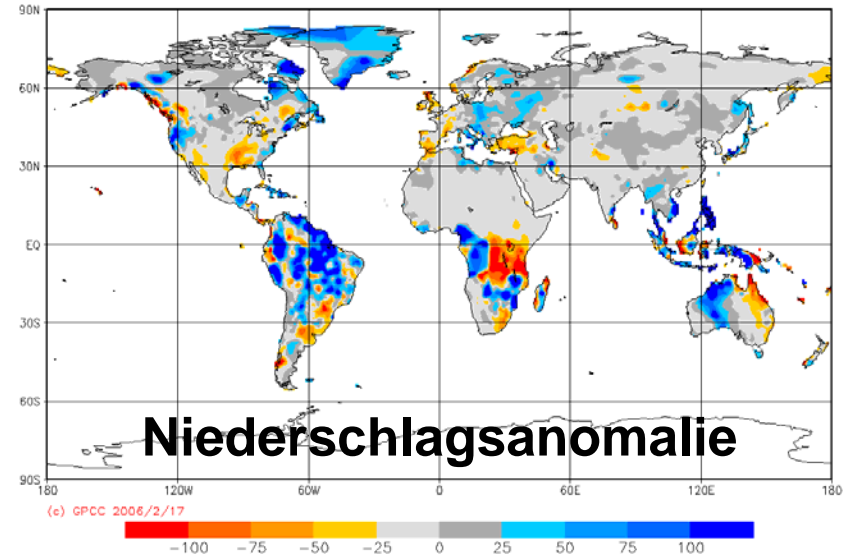 90N
60N
30N
EQ
30S
60S
Niederschlagsanomalie
90S
180 120W 60W 0 60E 120E 180
(c) GPCC 2006/2/17
−100 −75 −50 −25 0 25 50 75 100